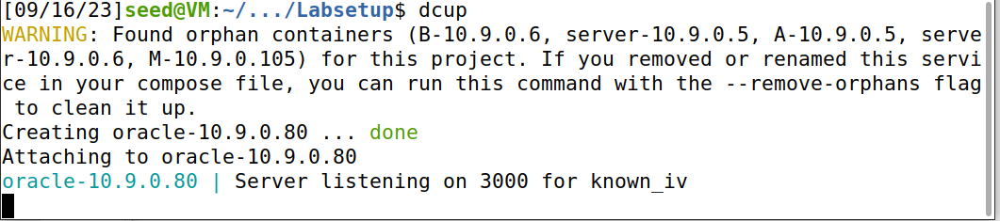 [09/16/23]seed@VM:~/.../Labsetup$ dcup
WARNING: Found orphan containers (B-10.9.0.6, server-10.9.0.5, A-10.9.0.5, serve
r-10.9.0.6, M-10.9.0.105) for this project. If you removed or renamed this servi
ce in your compose file, you can run this command with the --remove-orphans flag
 to clean it up.
Creating oracle-10.9.0.80 ... done
Attaching to oracle-10.9.0.80
oracle-10.9.0.80 | Server listening on 3000 for known_iv